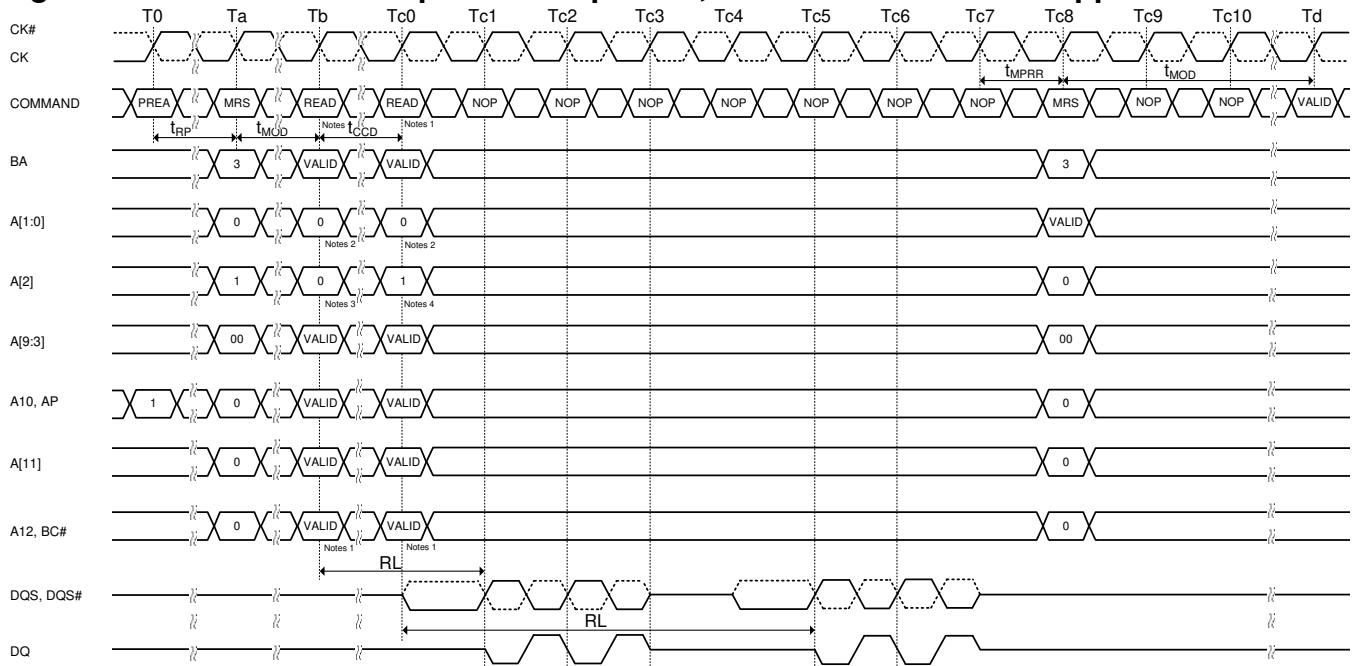 T0 Ta Tb Tc0 Tc1 Tc2 Tc3 Tc4 Tc5 Tc6 Tc7 Tc8 Tc9 Tc10 Td
CK#
CK
tMPRR tMOD
COMMAND PREA MRS READ READ NOP NOP NOP NOP NOP NOP NOP MRS NOP NOP VALID
Notes 1 Notes 1
tRP tMOD tCCD
BA 3 VALID VALID 3
A[1:0] 0 0 0 VALID
Notes 2 Notes 2
A[2] 1 0 1 0
Notes 3 Notes 4
A[9:3] 00 VALID VALID 00
A10, AP 1 0 VALID VALID 0
A[11] 0 VALID VALID 0
A12, BC# 0 VALID VALID 0
Notes 1 Notes 1
RL
DQS, DQS#
RL
DQ